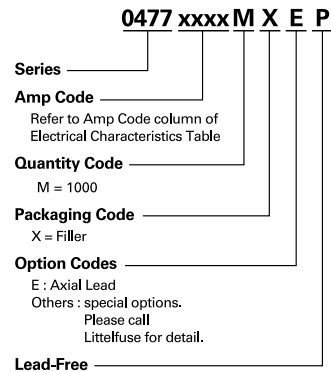 0477 xxxx M X E P
Series
Amp Code
Refer to Amp Code column of
Electrical Characteristics Table
Quantity Code
M = 1000
Packaging Code
X = Filler
Option Codes
E : Axial Lead
Others : special options.
Please call
Littelfuse for detail.
Lead-Free